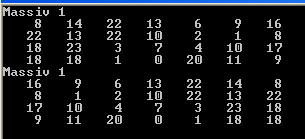 Massiv 1
8 14 22 13 6 9 16
22 13 22 10 2 1 8
18 23 3 7 4 10 17
18 18 1 0 20 11 9
Massiv 1
16 9 6 13 22 14 8
8 1 2 10 22 13 22
17 10 4 7 3 23 18
9 11 20 0 1 18 18